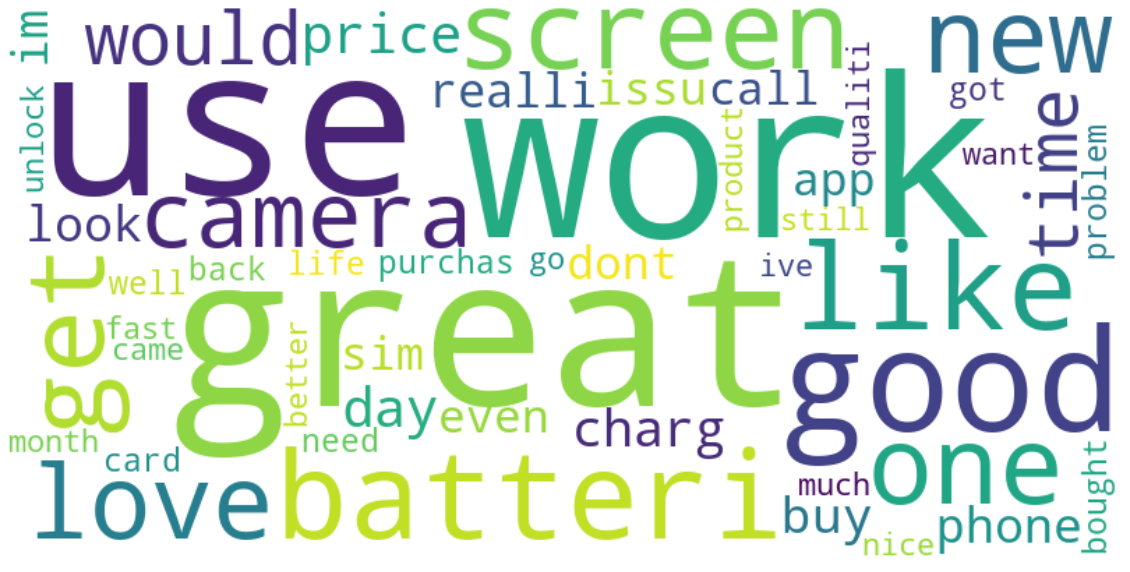 im
would
price
screen
new
use
unlock
realli
issu
call
qualiti
got
work
product
app
want
time
problem
look
camera
still
get
well
back
life
purchas
go
dont
ive
like
fast
came
great
better
sim
good
day
even
charg
month
card
need
love
batteri
much
one
bought
buy
phone
nice